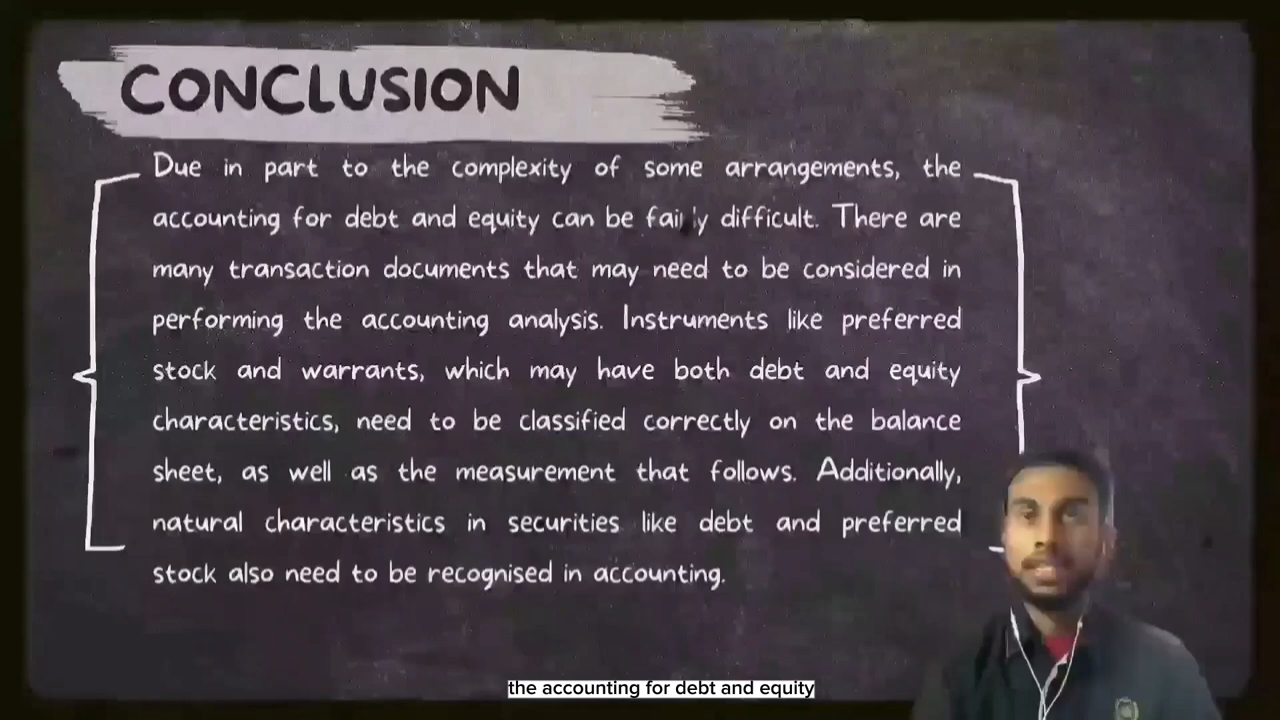 CONCLUSION
Due in part to the complexity of some arrangements, the
accounting for debt and equity can be fairly difficult. There are
many transaction documents that may need to be considered in
performing the accounting analysis. Instruments like preferred
stock and warrants, which may have both debt and equity
characteristics, need to be classified correctly on the balance
sheet, as well as the measurement that follows. Additionally,
natural characteristics in securities like debt and preferred
stock also need to be recognised in accounting.
the accounting for debt and equity